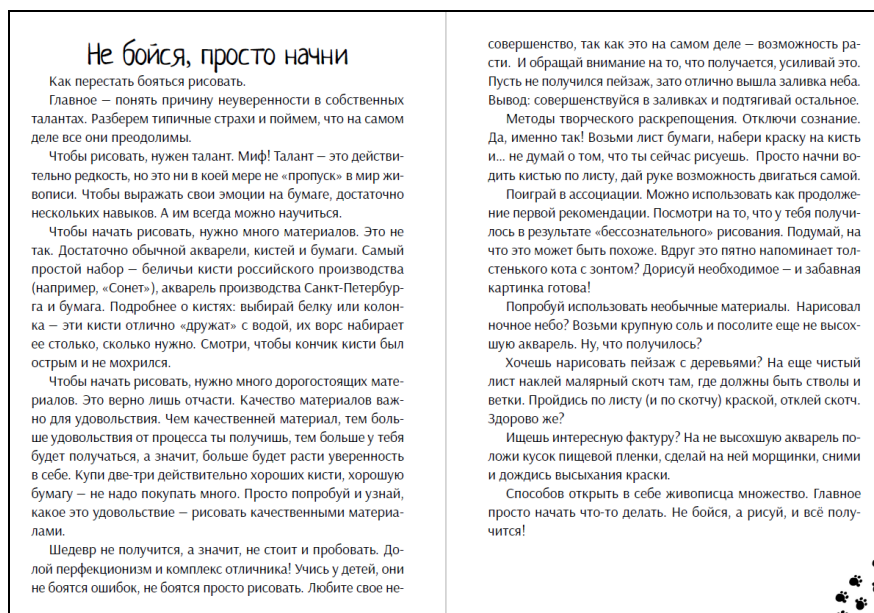 Не бойся, просто начни
Как перестать бояться рисовать.
Главное – понять причину неуверенности в собственных
талантах. Разберем типичные страхи и поймем, что на самом
деле все они преодолимы.
Чтобы рисовать, нужен талант. Миф! Талант – это действи-
тельно редкость, но это ни в коей мере не «пропуск» в мир жи-
вописи. Чтобы выражать свои эмоции на бумаге, достаточно
нескольких навыков. А им всегда можно научиться.
Чтобы начать рисовать, нужно много материалов. Это не
так. Достаточно обычной акварели, кистей и бумаги. Самый
простой набор – беличьи кисти российского производства
(например, «Сонет»), акварель производства Санкт-Петербур-
га и бумага. Подробнее о кистях: выбирай белку или колон-
ка – эти кисти отлично «дружат» с водой, их ворс набирает
ее столько, сколько нужно. Смотри, чтобы кончик кисти был
острым и не мохрился.
Чтобы начать рисовать, нужно много дорогостоящих мате-
риалов. Это верно лишь отчасти. Качество материалов важ-
но для удовольствия. Чем качественней материал, тем боль-
ше удовольствия от процесса ты получишь, тем больше у тебя
будет получаться, а значит, больше будет расти уверенность
в себе. Купи две-три действительно хороших кисти, хорошую
бумагу – не надо покупать много. Просто попробуй и узнай,
какое это удовольствие – рисовать качественными материа-
лами.
Шедевр не получится, а значит, не стоит и пробовать. До-
лой перфекционизм и комплекс отличника! Учись у детей, они
не боятся ошибок, не боятся просто рисовать. Любите свое не-
совершенство, так как это на самом деле – возможность ра-
сти. И обращай внимание на то, что получается, усиливай это.
Пусть не получился пейзаж, зато отлично вышла заливка неба.
Вывод: совершенствуйся в заливках и подтягивай остальное.
Методы творческого раскрепощения. Отключи сознание.
Да, именно так! Возьми лист бумаги, набери краску на кисть
и... не думай о том, что ты сейчас рисуешь. Просто начни во-
дить кистью по листу, дай руке возможность двигаться самой.
Поиграй в ассоциации. Можно использовать как продолже-
ние первой рекомендации. Посмотри на то, что у тебя получи-
лось в результате «бессознательного» рисования. Подумай, на
что это может быть похоже. Вдруг это пятно напоминает тол-
стенького кота с зонтом? Дорисуй необходимое – и забавная
картинка готова!
Попробуй использовать необычные материалы. Нарисовал
ночное небо? Возьми крупную соль и посолите еще не высох-
шую акварель. Ну, что получилось?
Хочешь нарисовать пейзаж с деревьями? На еще чистый
лист наклей малярный скотч там, где должны быть стволы и
ветки. Пройдись по листу (и по скотчу) краской, отклей скотч.
Здорово же?
Ищешь интересную фактуру? На не высохшую акварель по-
ложи кусок пищевой пленки, сделай на ней морщинки, сними
и дождись высыхания краски.
Способов открыть в себе живописца множество. Главное
просто начать что-то делать. Не бойся, а рисуй, и всё полу-
чится!